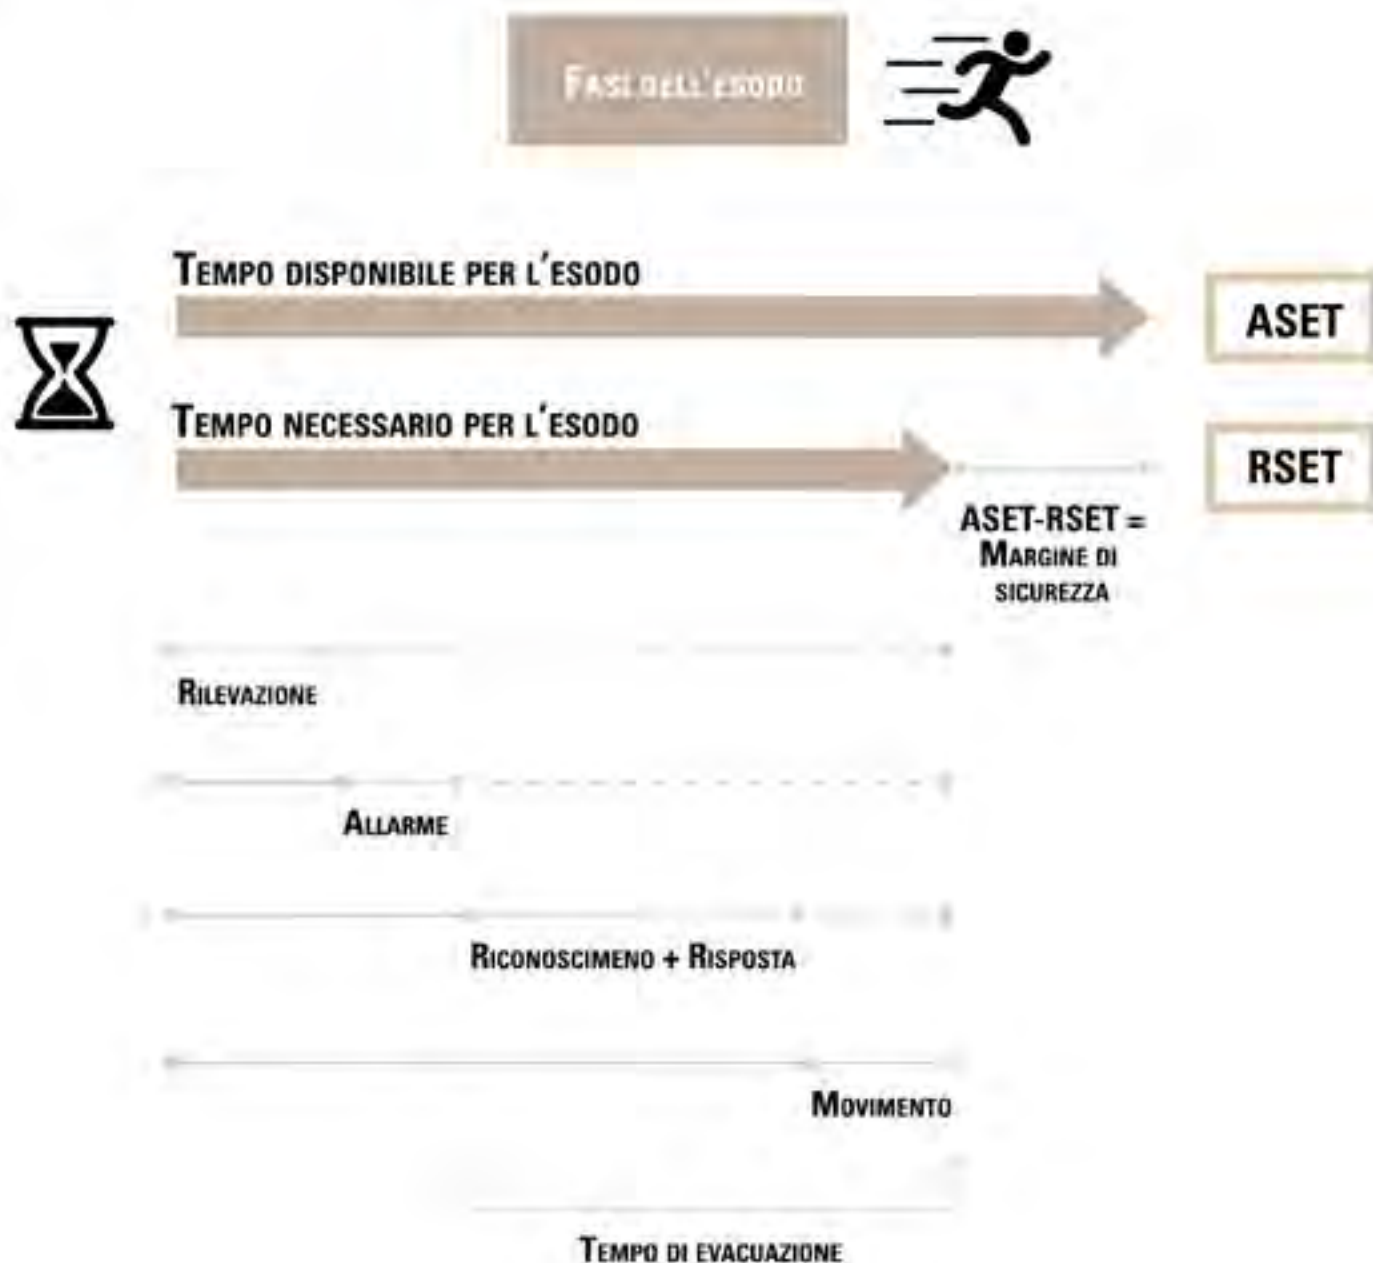 FASI DELL'ESODO
TEMPO DISPONIBILE PER L'ESODO
ASET
TEMPO NECESSARIO PER L'ESODO
RSET
ASET-RSET =
MARGINE DI
SICUREZZA
RILEVAZIONE
ALLARME
RICONOSCIMENO + RISPOSTA
MOVIMENTO
TEMPO DI EVACUAZIONE